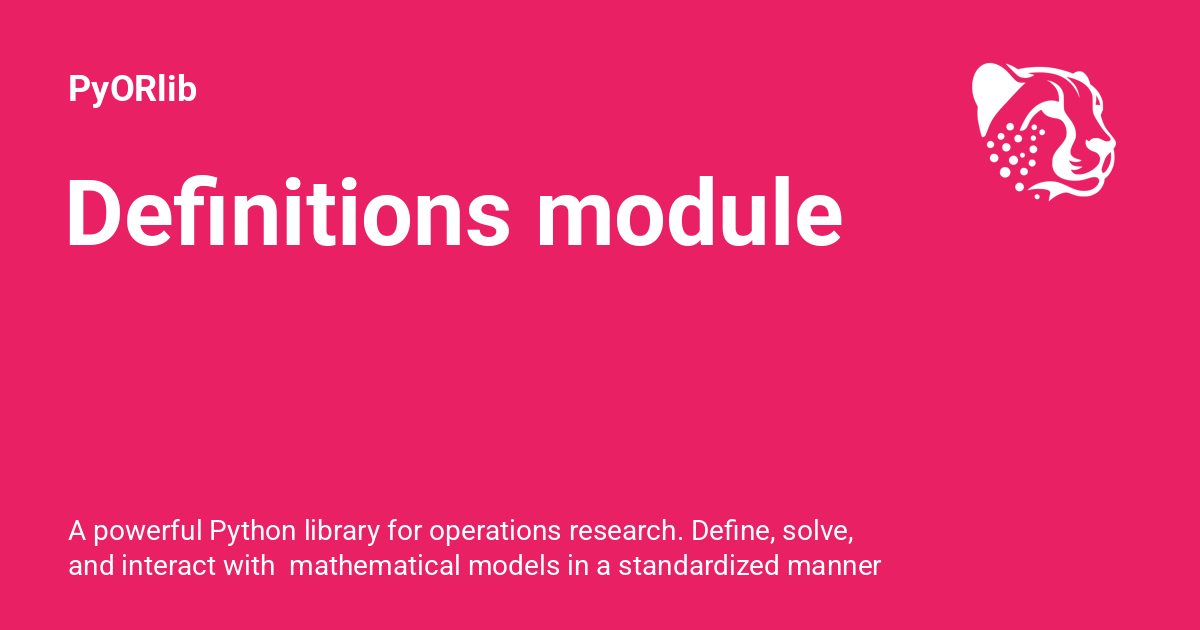 PyORlib
Definitions module
A powerful Python library for operations research. Define, solve,
and interact with  mathematical models in a standardized manner